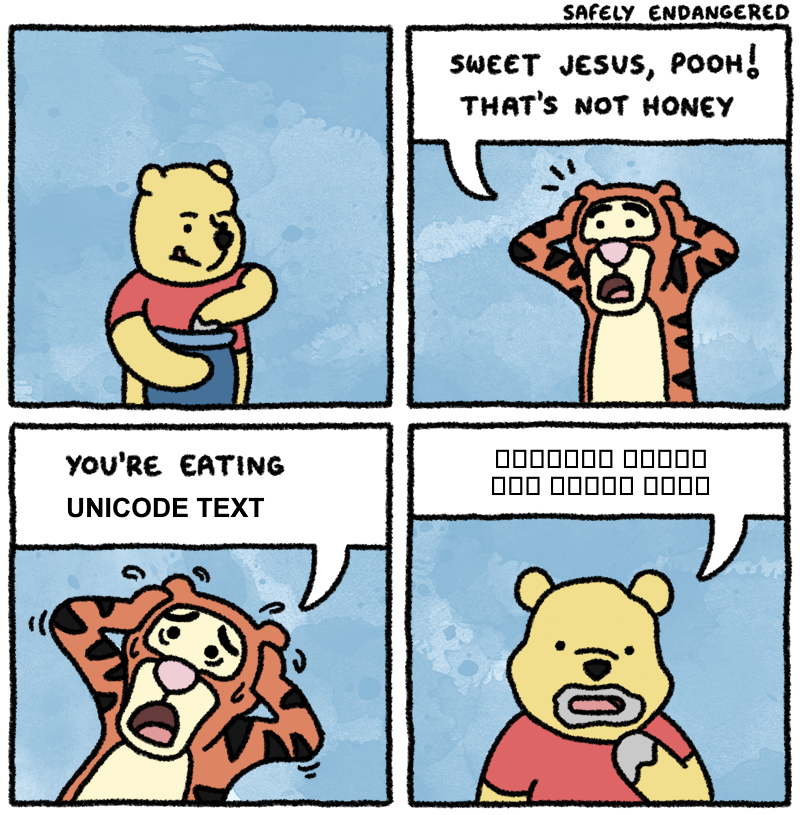 SAFELY ENDANGERED
SWEET JESUS, POOH!
THAT'S NOT HONEY
YOU'RE EATING
UNICODE TEXT
▯▯▯▯▯▯▯ ▯▯▯▯▯
▯▯▯ ▯▯▯▯▯ ▯▯▯▯